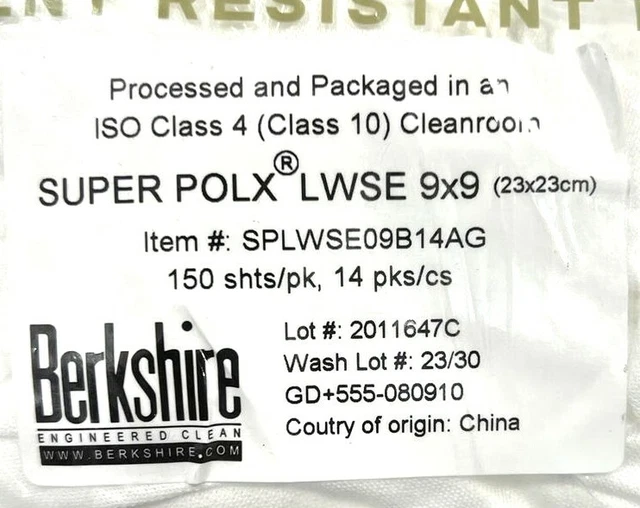 RESISTANT
Processed and Packaged in an
ISO Class 4 (Class 10) Cleanroom
SUPER POLX® LWSE 9x9 (23x23cm)
Item #: SPLWSE09B14AG
150 shts/pk, 14 pks/cs
Lot #: 2011647C
Wash Lot #: 23/30
GD+555-080910
Coutry of origin: China
Berkshire
ENGINEERED CLEAN
WWW.BERKSHIRE.COM